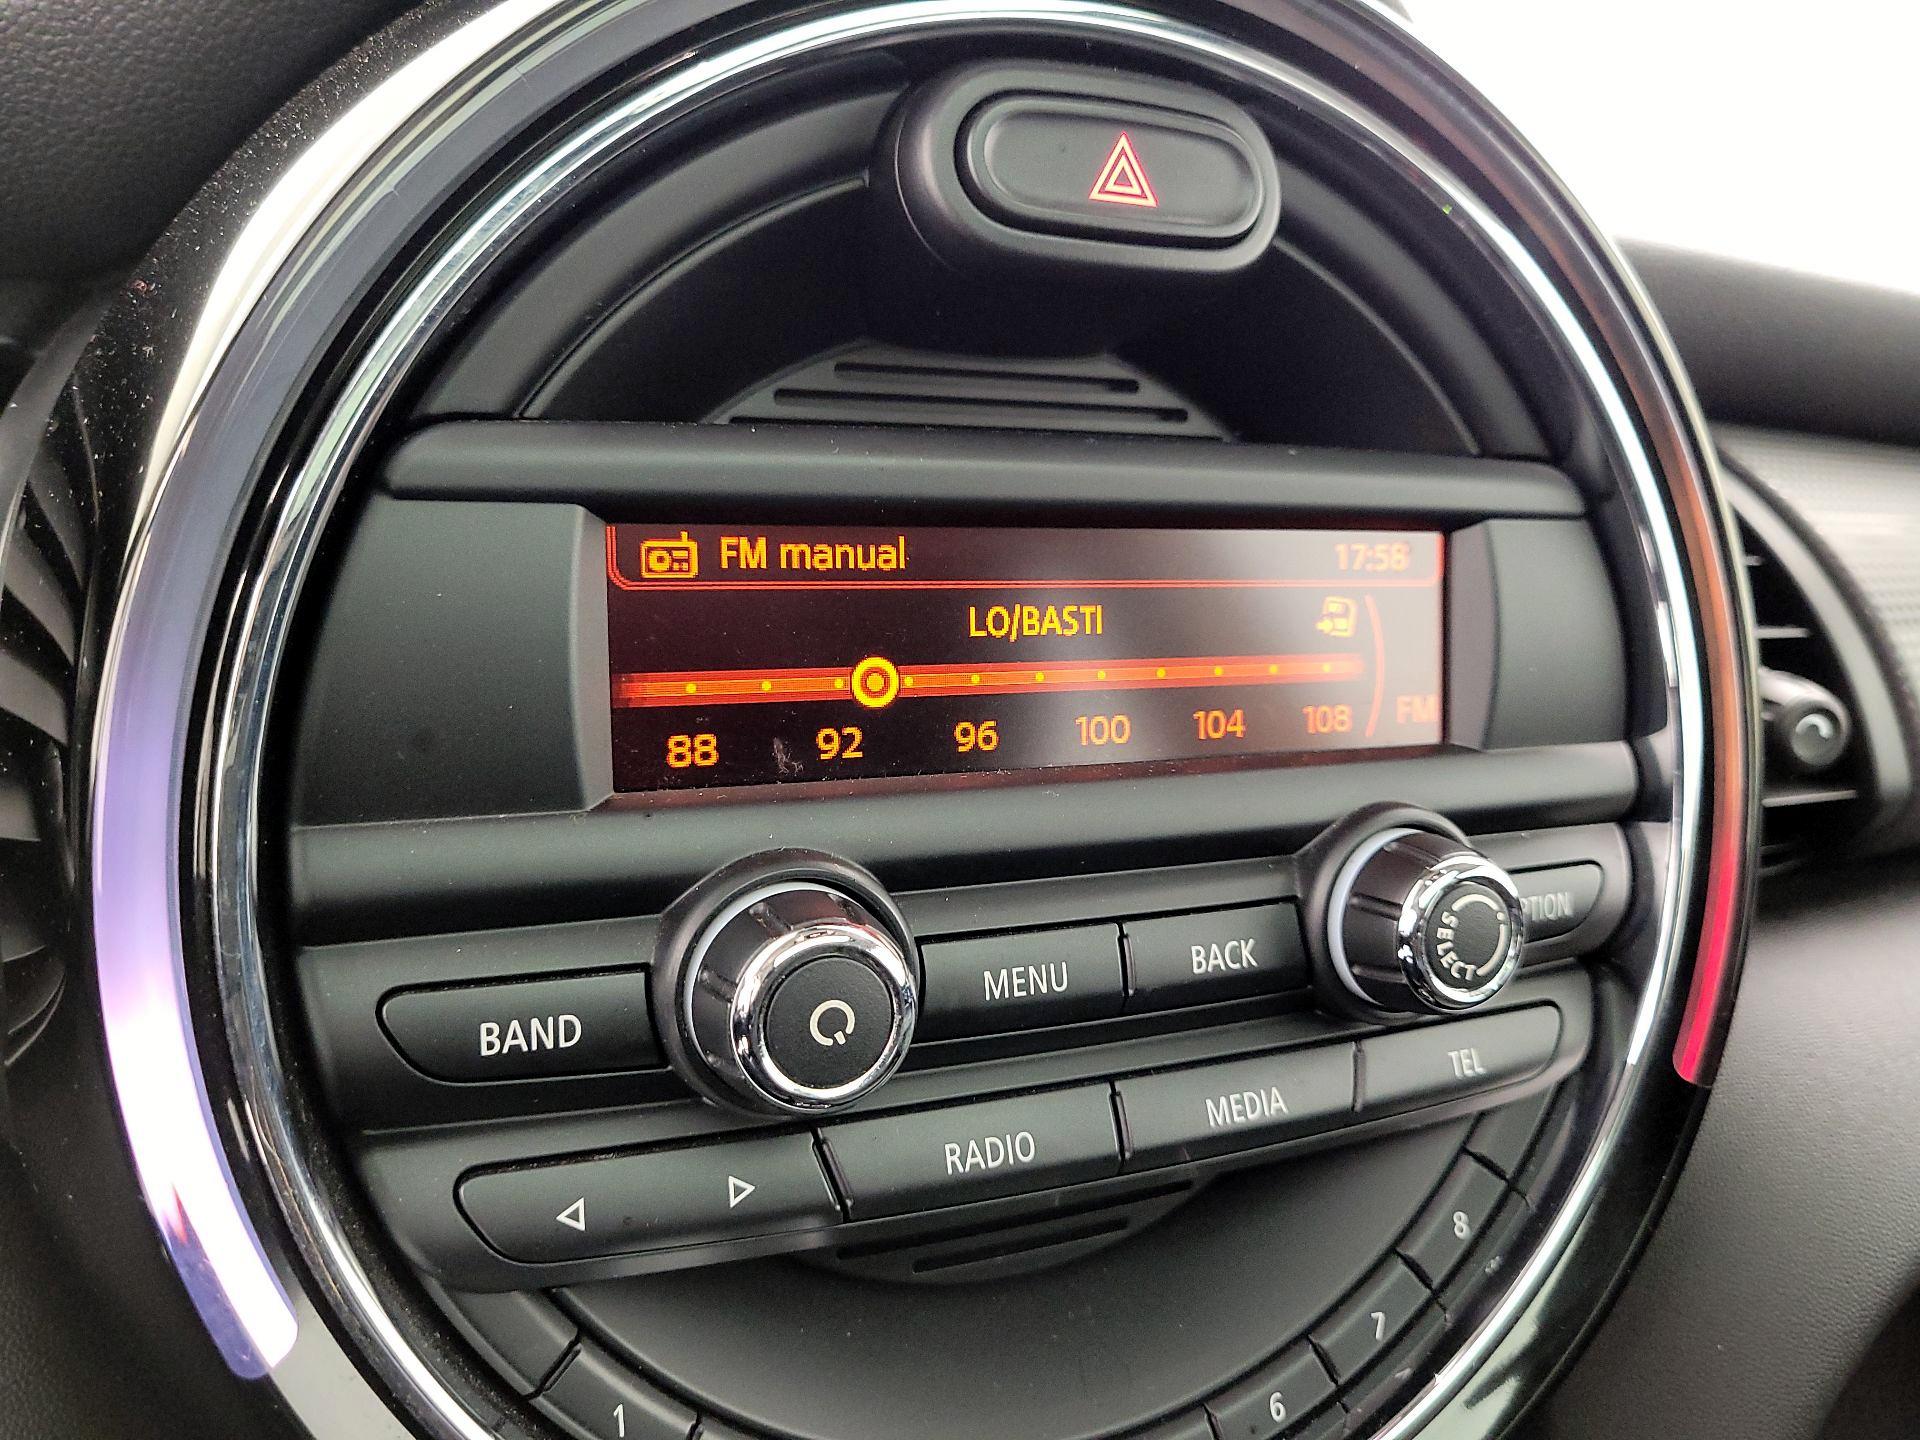 FM manual 17:58
LO/BASTI
88 92 96 100 104 108 FM
BAND MENU BACK SELECT
RADIO MEDIA TEL
1 6 7 8